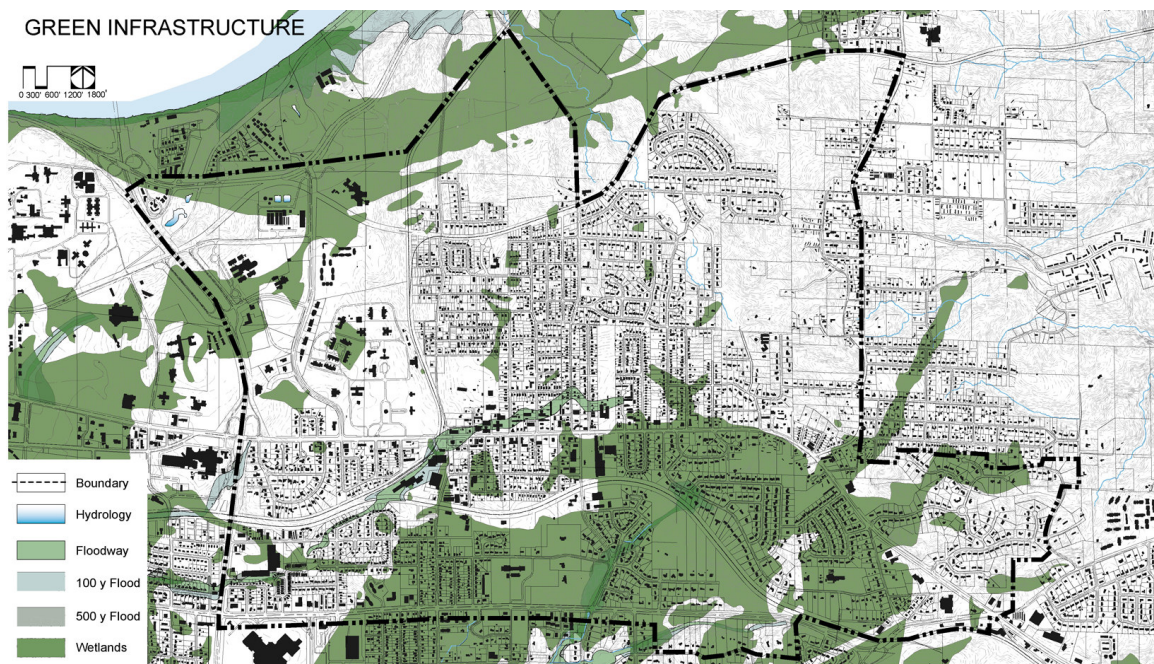 GREEN INFRASTRUCTURE
0 300' 600' 1200' 1800'
Boundary
Hydrology
Floodway
100 y Flood
500 y Flood
Wetlands